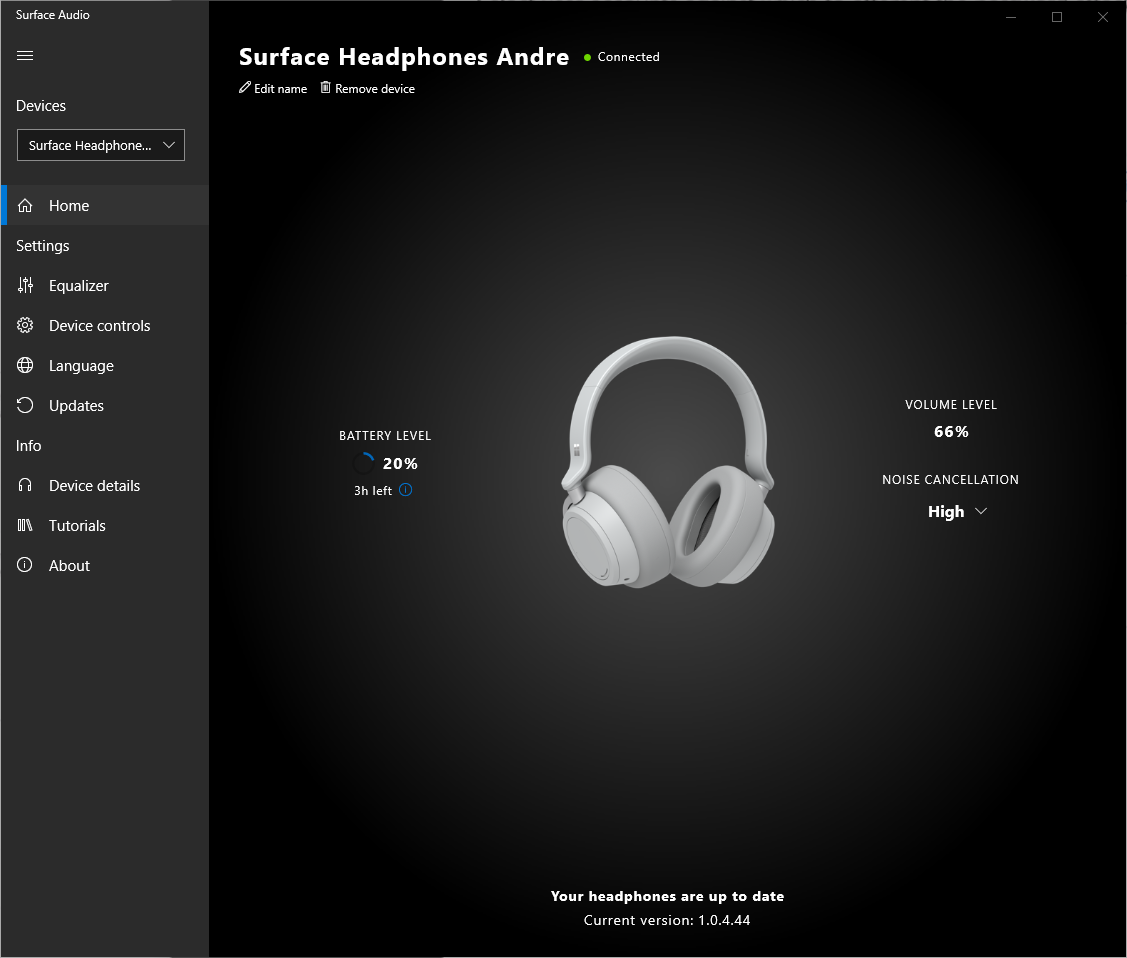 Surface Audio
Devices
Surface Headphone...
Home
Settings
Equalizer
Device controls
Language
Updates
Info
Device details
Tutorials
About
Surface Headphones Andre
Connected
Edit name
Remove device
BATTERY LEVEL
20%
3h left
VOLUME LEVEL
66%
NOISE CANCELLATION
High
Your headphones are up to date
Current version: 1.0.4.44